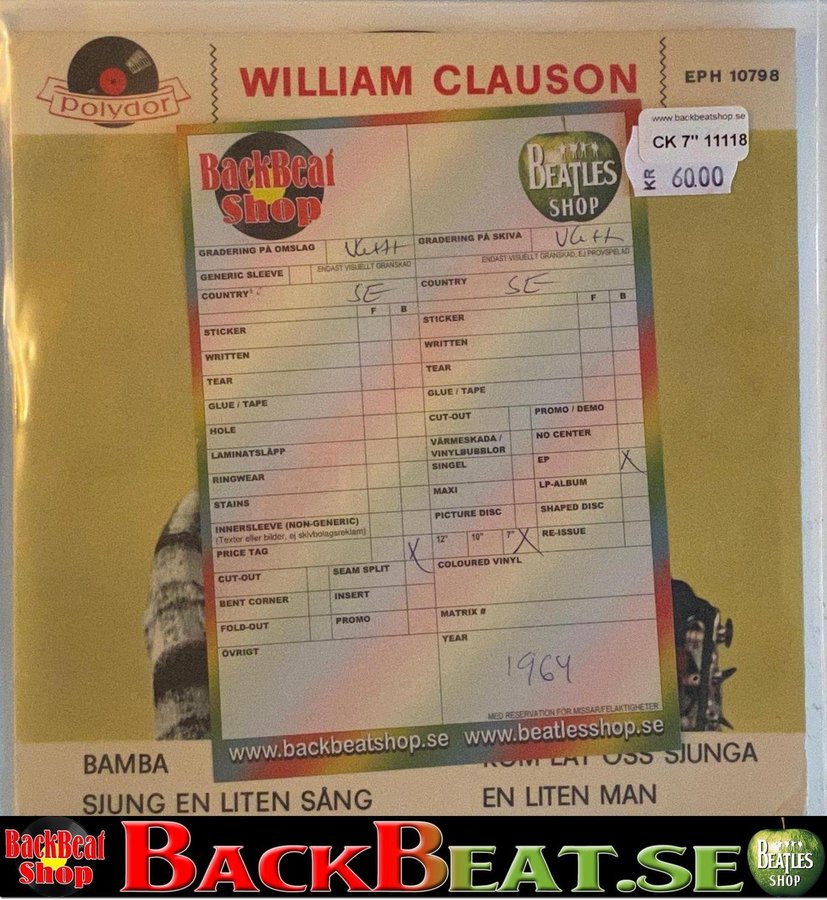 polydor
WILLIAM CLAUSON
EPH 10798
www.backbeatshop.se
CK 7" 11118
KR 60.00
BackBeat Shop
BEATLES SHOP
GRADERING PÅ OMSLAG VG++
GRADERING PÅ SKIVA VG++
ENDAST VISUELLT GRANSKAD
ENDAST VISUELLT GRANSKAD, EJ PROVSPELAD
GENERIC SLEEVE
COUNTRY SE
COUNTRY SE
F B
F B
STICKER
STICKER
WRITTEN
WRITTEN
TEAR
TEAR
GLUE / TAPE
GLUE / TAPE
HOLE
CUT-OUT
PROMO / DEMO
LAMINATSLÄPP
VÄRMESKADA / VINYLBUBBLOR
NO CENTER
RINGWEAR
SINGEL
EP X
STAINS
MAXI
LP-ALBUM
INNERSLEEVE (NON-GENERIC)
(Texter eller bilder, ej skivbolagsreklam)
PICTURE DISC
SHAPED DISC
PRICE TAG X
12" 10" 7" X
RE-ISSUE
CUT-OUT
SEAM SPLIT
COLOURED VINYL
BENT CORNER
INSERT
FOLD-OUT
PROMO
MATRIX #
ÖVRIGT
YEAR
1964
MED RESERVATION FÖR MISSAR/FELAKTIGHETER
www.backbeatshop.se www.beatlesshop.se
BAMBA
KOM LÅT OSS SJUNGA
SJUNG EN LITEN SÅNG
EN LITEN MAN
BackBeat Shop
BACKBEAT.SE
BEATLES SHOP